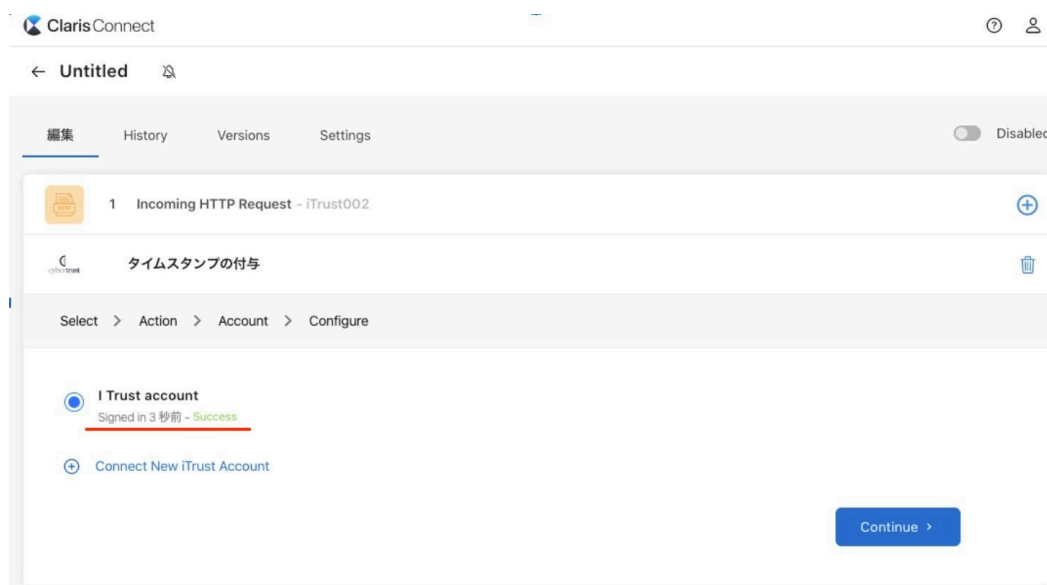 Claris Connect
← Untitled
編集 History Versions Settings Disabled
1 Incoming HTTP Request - iTrust002
cybertrust タイムスタンプの付与
Select > Action > Account > Configure
I Trust account
Signed in 3 秒前 - Success
Connect New iTrust Account
Continue >